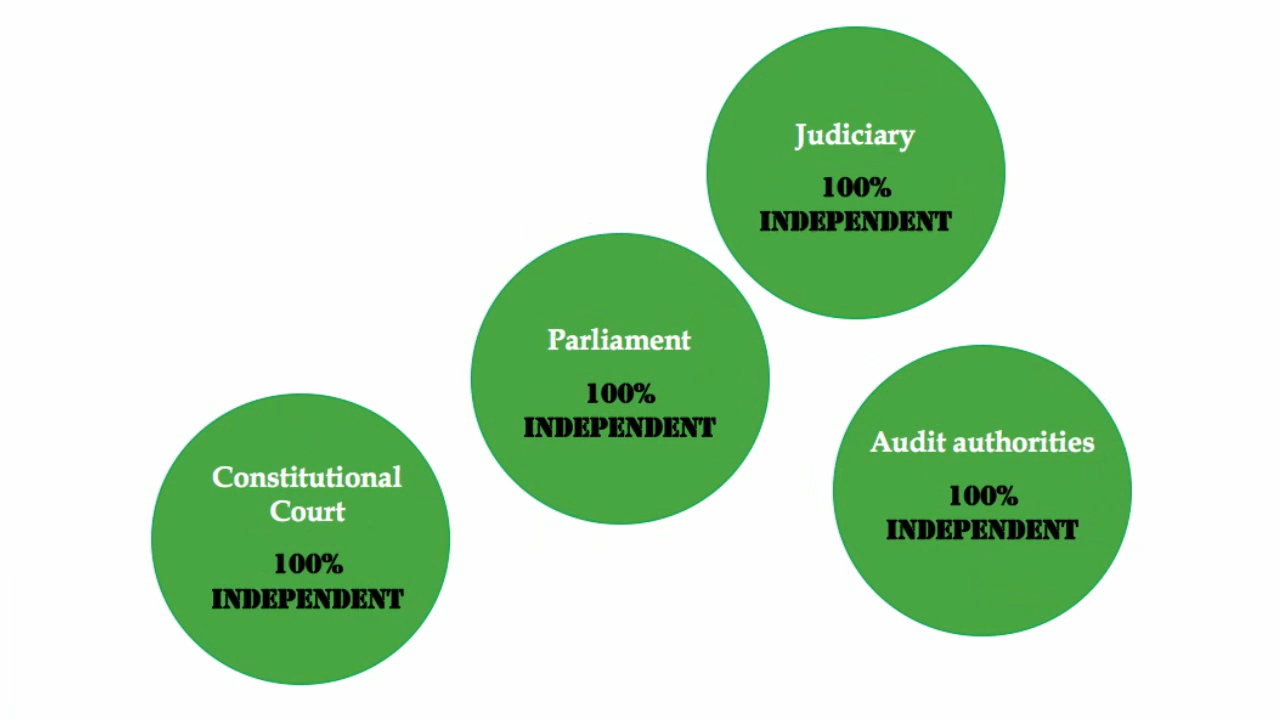 Judiciary
100%
INDEPENDENT
Parliament
100%
INDEPENDENT
Audit authorities
100%
INDEPENDENT
Constitutional
Court
100%
INDEPENDENT